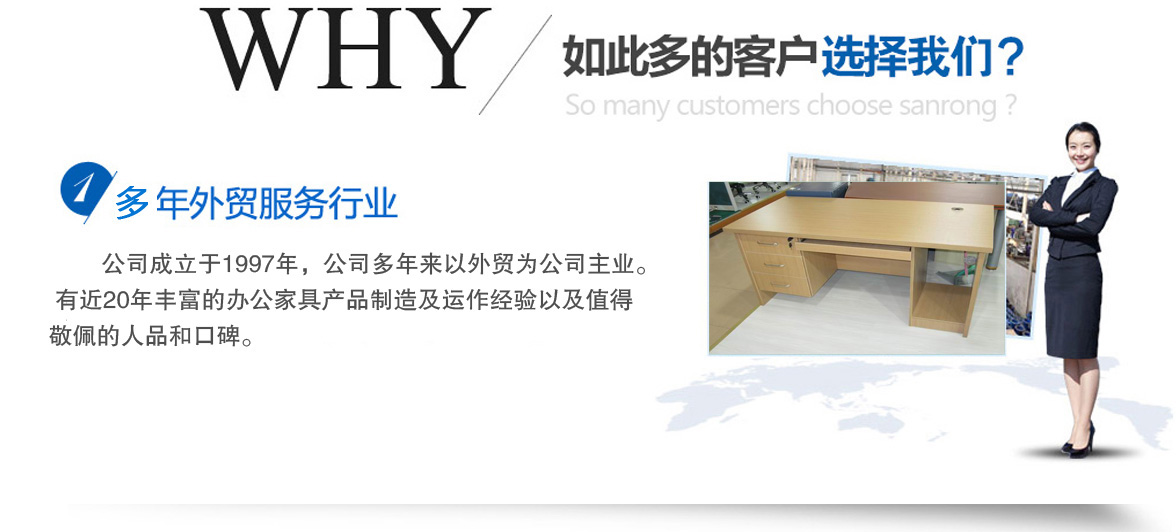 WHY
如此多的客户选择我们？
So many customers choose sanrong ?
1
多年外贸服务行业
公司成立于1997年，公司多年来以外贸为公司主业。
有近20年丰富的办公家具产品制造及运作经验以及值得
敬佩的人品和口碑。